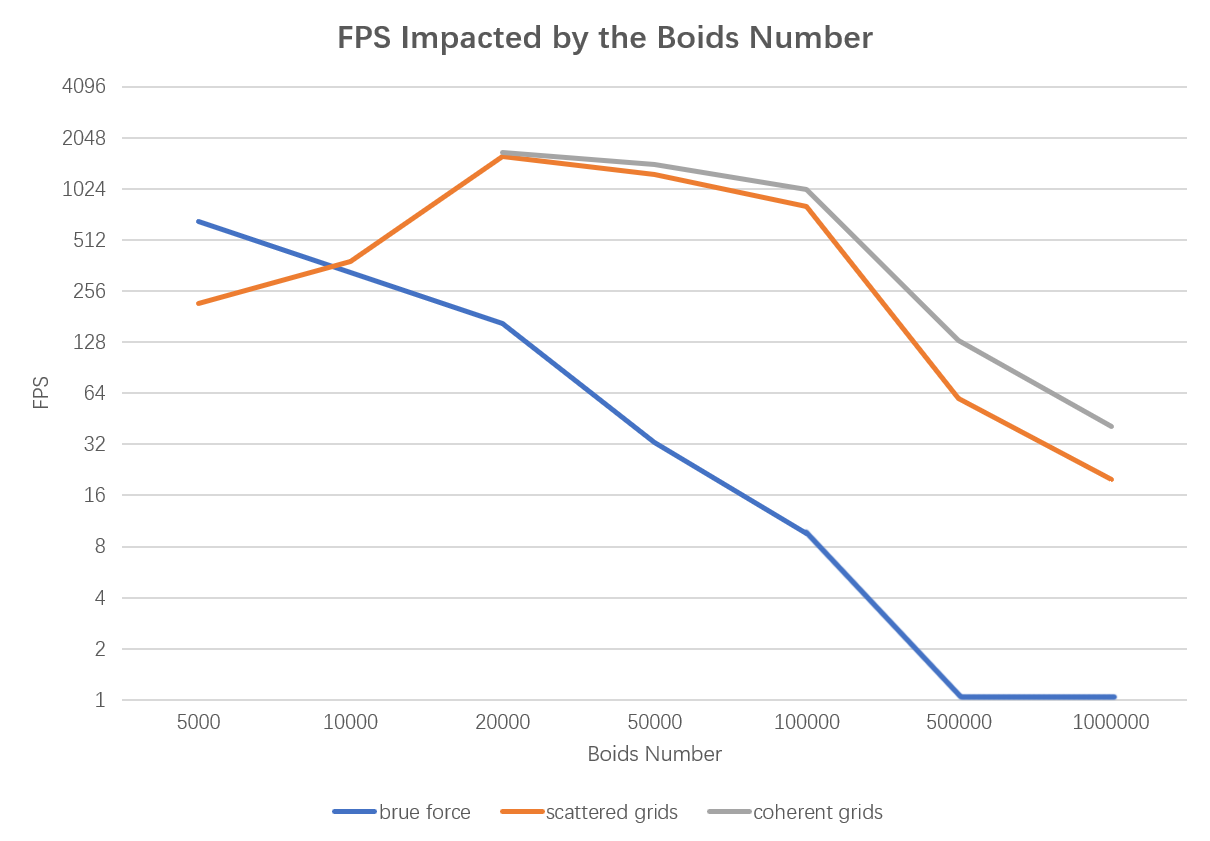 FPS Impacted by the Boids Number
4096
2048
1024
512
256
128
64
32
16
8
4
2
1
FPS
5000 10000 20000 50000 100000 500000 1000000
Boids Number
brue force scattered grids coherent grids